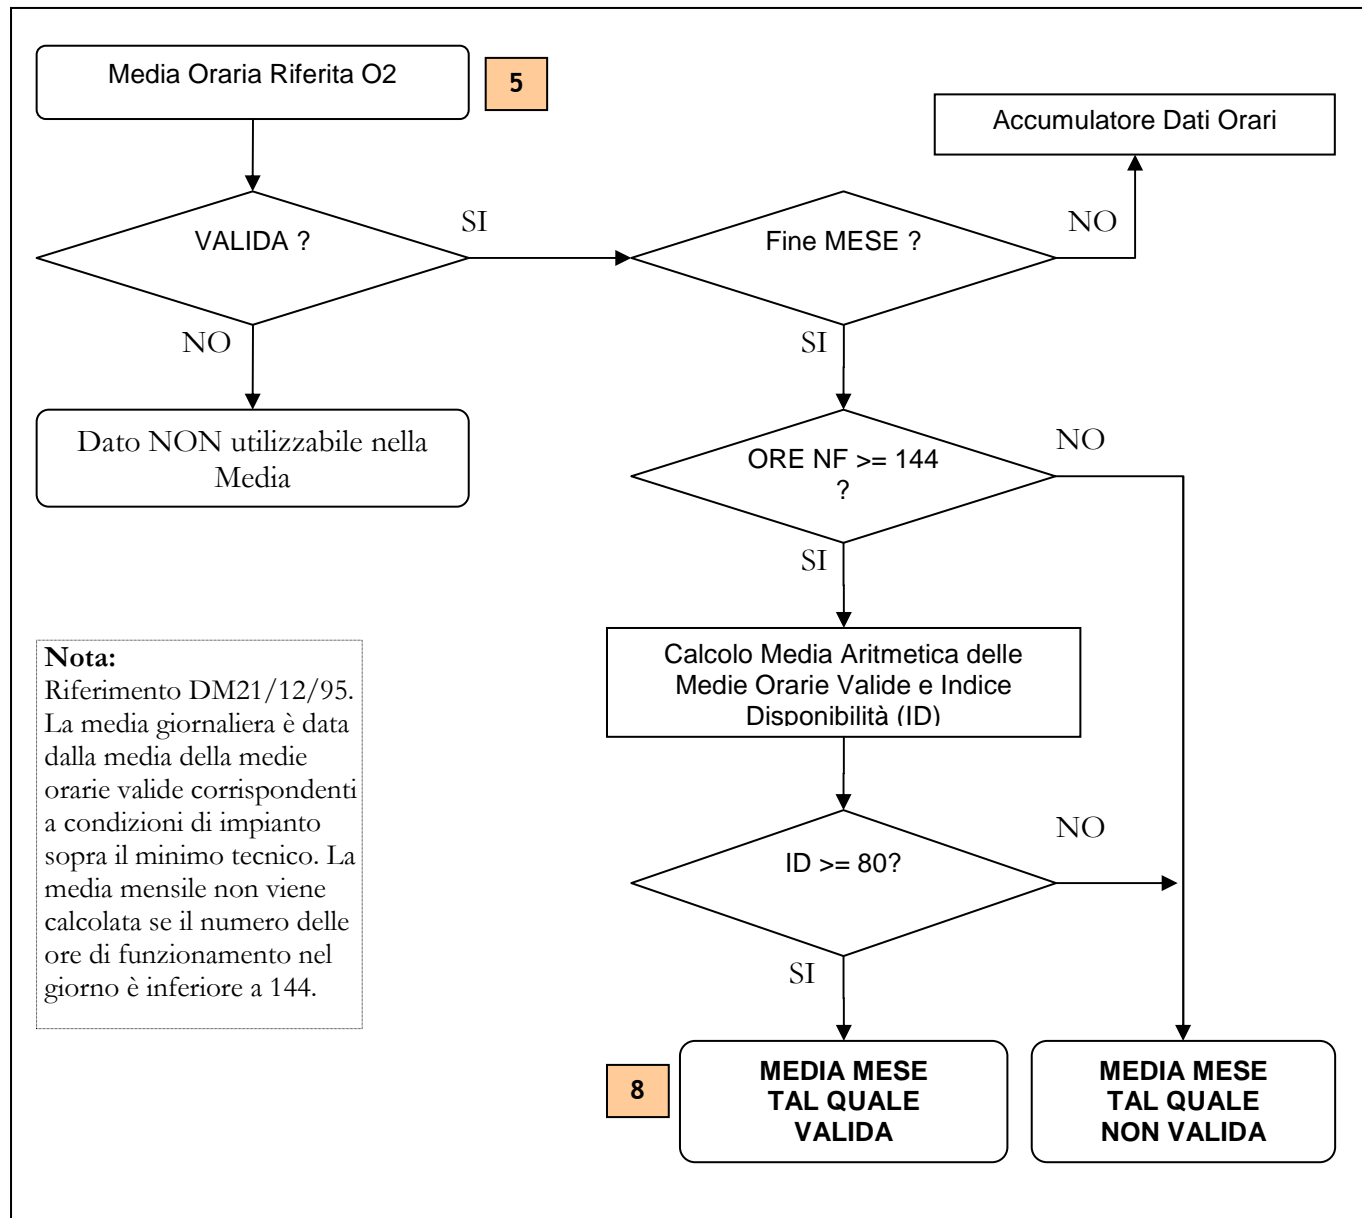 Media Oraria Riferita O2
5
Accumulatore Dati Orari
VALIDA ?
SI
Fine MESE ?
NO
NO
SI
Dato NON utilizzabile nella
Media
ORE NF >= 144
?
NO
SI
Calcolo Media Aritmetica delle
Medie Orarie Valide e Indice
Disponibilità (ID)
Nota:
Riferimento DM21/12/95.
La media giornaliera è data
dalla media della medie
orarie valide corrispondenti
a condizioni di impianto
sopra il minimo tecnico. La
media mensile non viene
calcolata se il numero delle
ore di funzionamento nel
giorno è inferiore a 144.
ID >= 80?
NO
SI
8
MEDIA MESE
TAL QUALE
VALIDA
MEDIA MESE
TAL QUALE
NON VALIDA